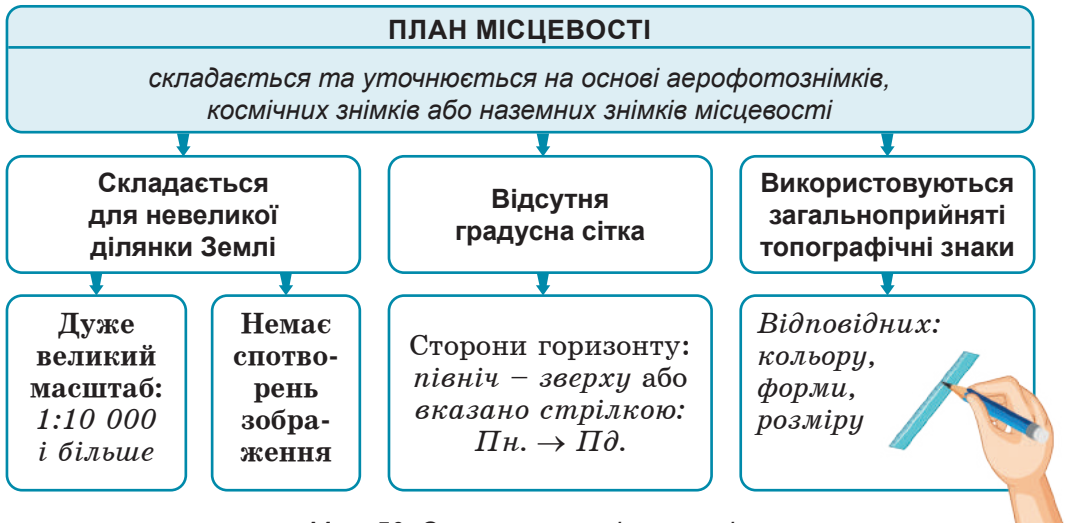 ПЛАН МІСЦЕВОСТІ
складається та уточнюється на основі аерофотознімків,
космічних знімків або наземних знімків місцевості
Складається
для невеликої
ділянки Землі
Відсутня
градусна сітка
Використовуються
загальноприйняті
топографічні знаки
Дуже
великий
масштаб:
1:10 000
і більше
Немає
спотво-
рень
зобра-
ження
Сторони горизонту:
північ – зверху або
вказано стрілкою:
Пн. → Пд.
Відповідних:
кольору,
форми,
розміру